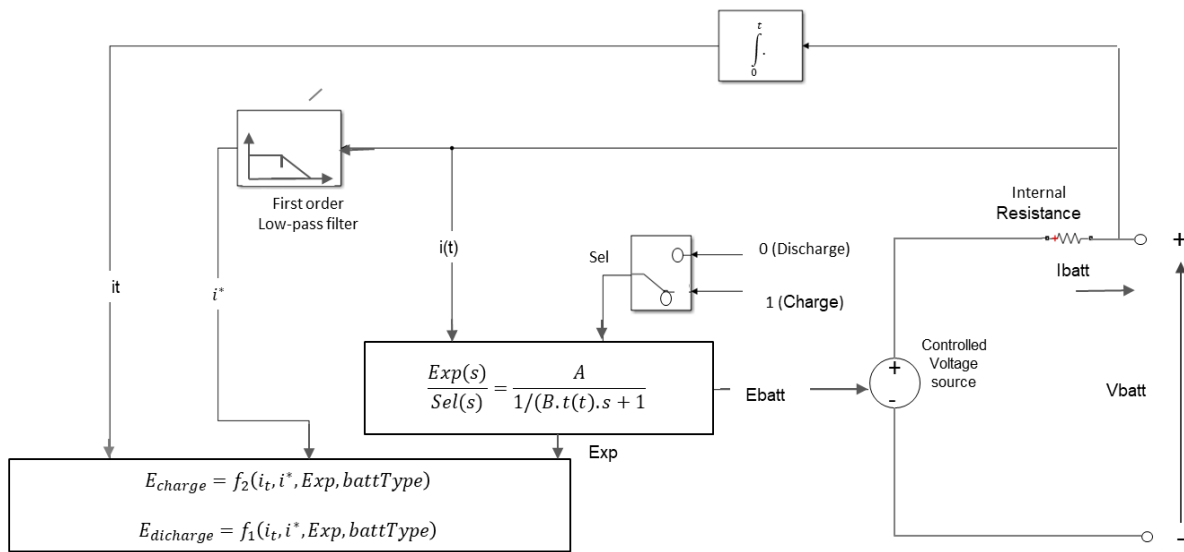 t
∫.
0
First order
Low-pass filter
Internal
Resistance
i(t)
Sel
0 (Discharge)
+
it
i*
Ibatt
1 (Charge)
Controlled
Voltage
source
Exp(s)/Sel(s) = A/1/(B.t(t).s + 1
Ebatt
+
-
Vbatt
Exp
E_charge = f_2(i_t, i*, Exp, battType)
E_dicharge = f_1(i_t, i*, Exp, battType)
-